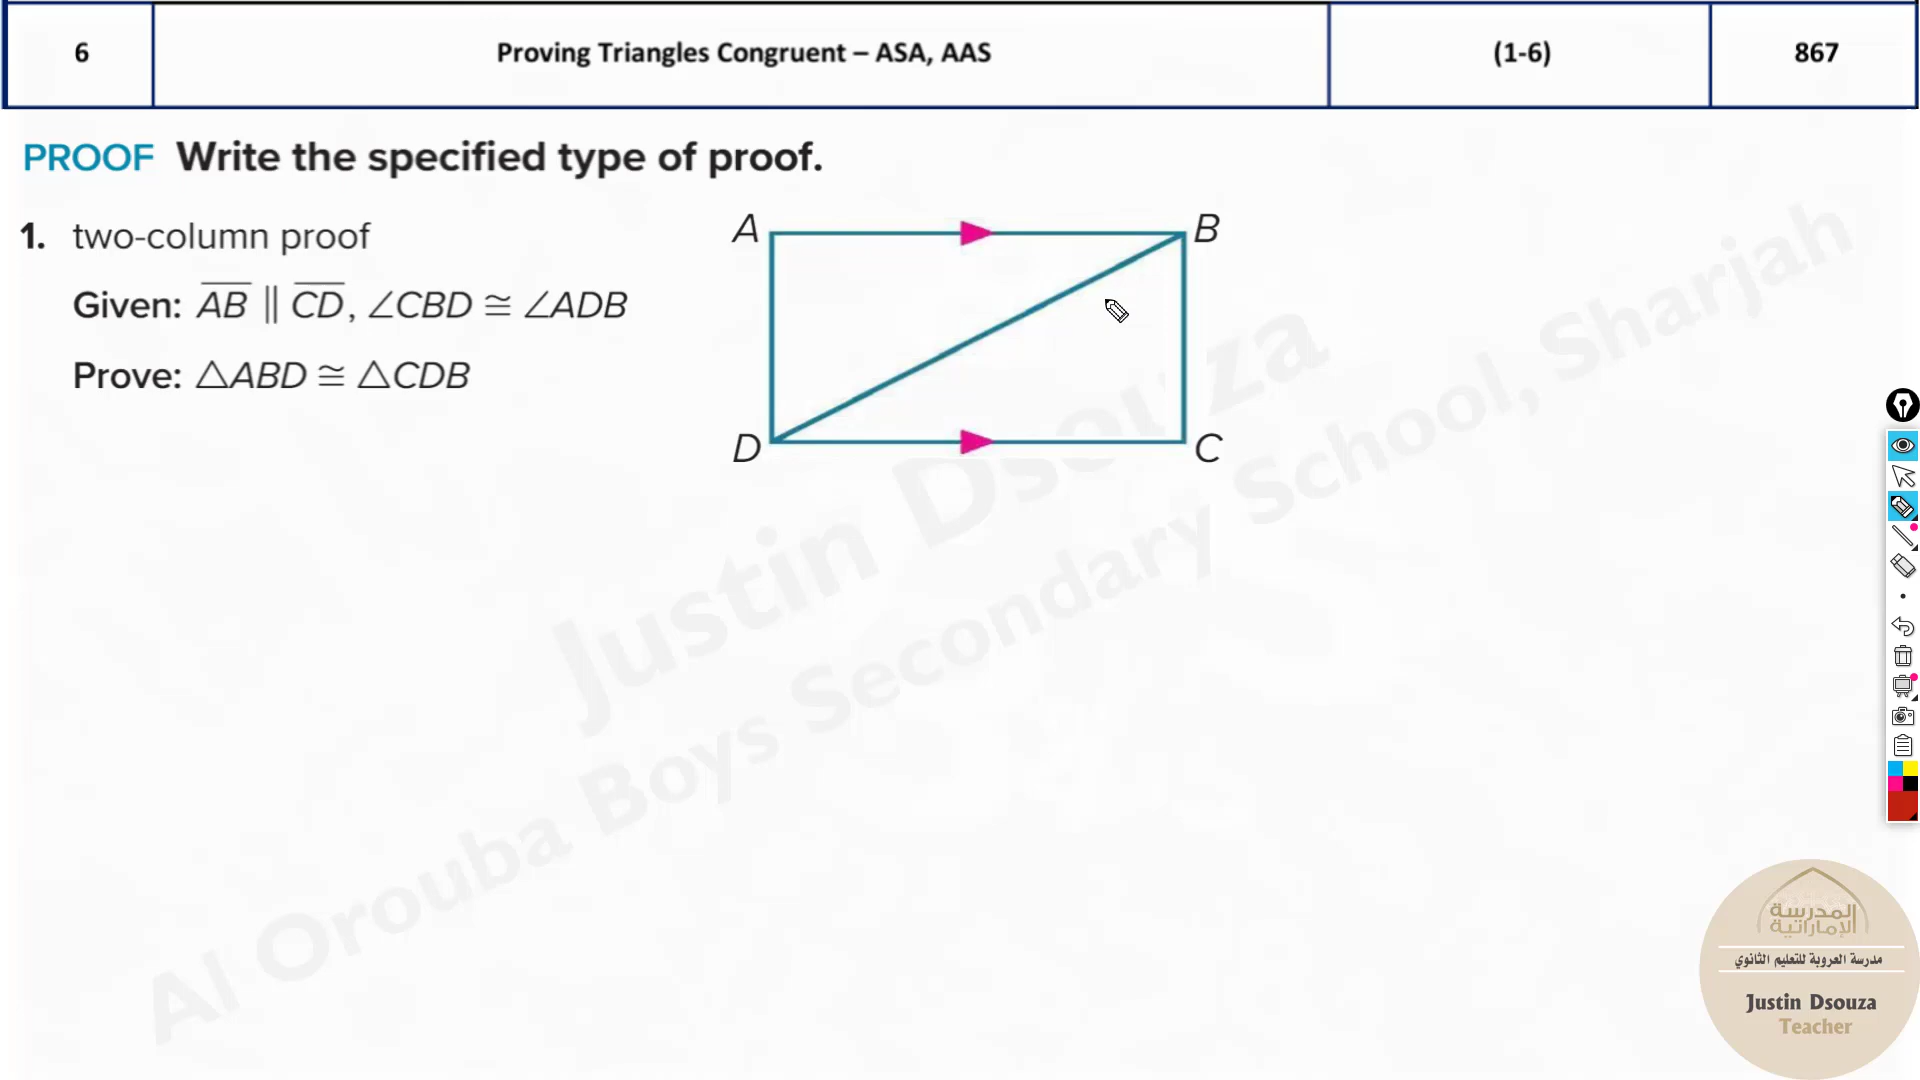 6 Proving Triangles Congruent – ASA, AAS (1-6) 867
PROOF Write the specified type of proof.
1. two-column proof
Given: AB || CD, ∠CBD ≅ ∠ADB
Prove: △ABD ≅ △CDB
A B
D C
Justin Dsouza
Al Orouba Boys Secondary School, Sharjah
المدرسة
الإماراتية
مدرسة العروبة للتعليم الثانوي
Justin Dsouza
Teacher